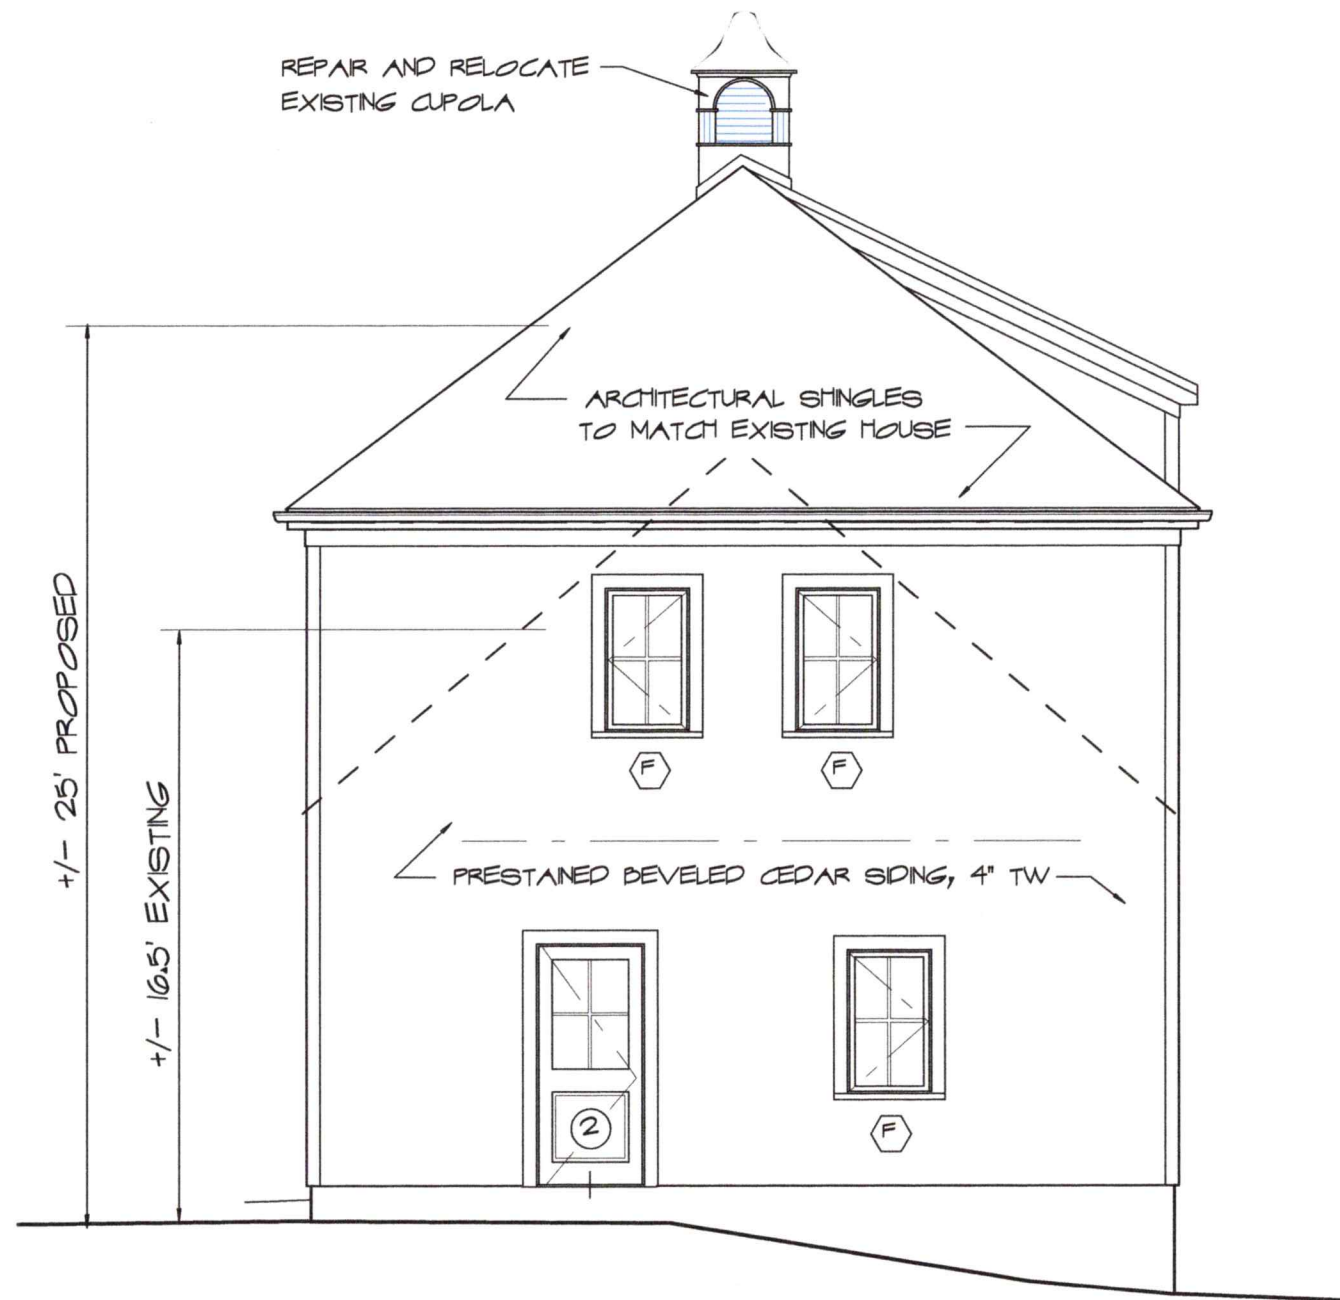 REPAIR AND RELOCATE
EXISTING CUPOLA
ARCHITECTURAL SHINGLES
TO MATCH EXISTING HOUSE
+/- 25' PROPOSED
+/- 16.5' EXISTING
F
F
PRESTAINED BEVELED CEDAR SIDING, 4" TW
2
F